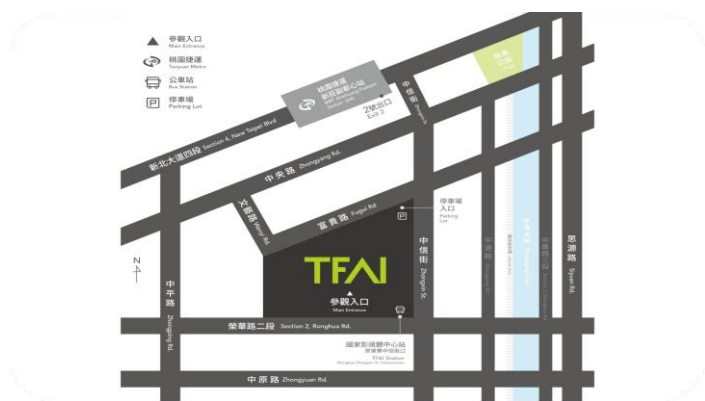 參觀入口
Main Entrance
桃園捷運
Taoyuan Metro
公車站
Bus Station
停車場
P
Parking Lot
桃園捷運
新莊副都心站
2號出口
Exit 2
中信街
新北大道四段 Section 4, New Taipei Blvd
中央路 Zhongyang Rd.
文藝路 Wenyi Rd.
富貴路 Fugui Rd
停車場
入口
Parking
Lot
P
TFAI
參觀入口
Main Entrance
中信街 Zhongxin St.
N
中平路 Zhongping Rd.
思源路 Siyuan Rd.
榮華路二段 Section 2, Ronghua Rd.
國家影視聽中心站
TFAI Station
中原路 Zhongyuan Rd.